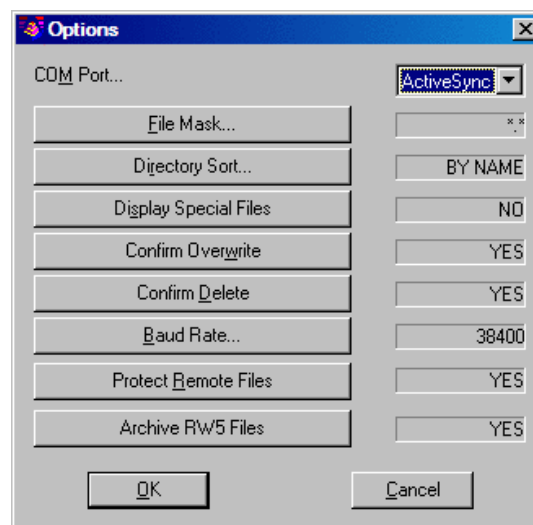 Options
COM Port... ActiveSync
File Mask... *.*
Directory Sort... BY NAME
Display Special Files NO
Confirm Overwrite YES
Confirm Delete YES
Baud Rate... 38400
Protect Remote Files YES
Archive RW5 Files YES
OK Cancel